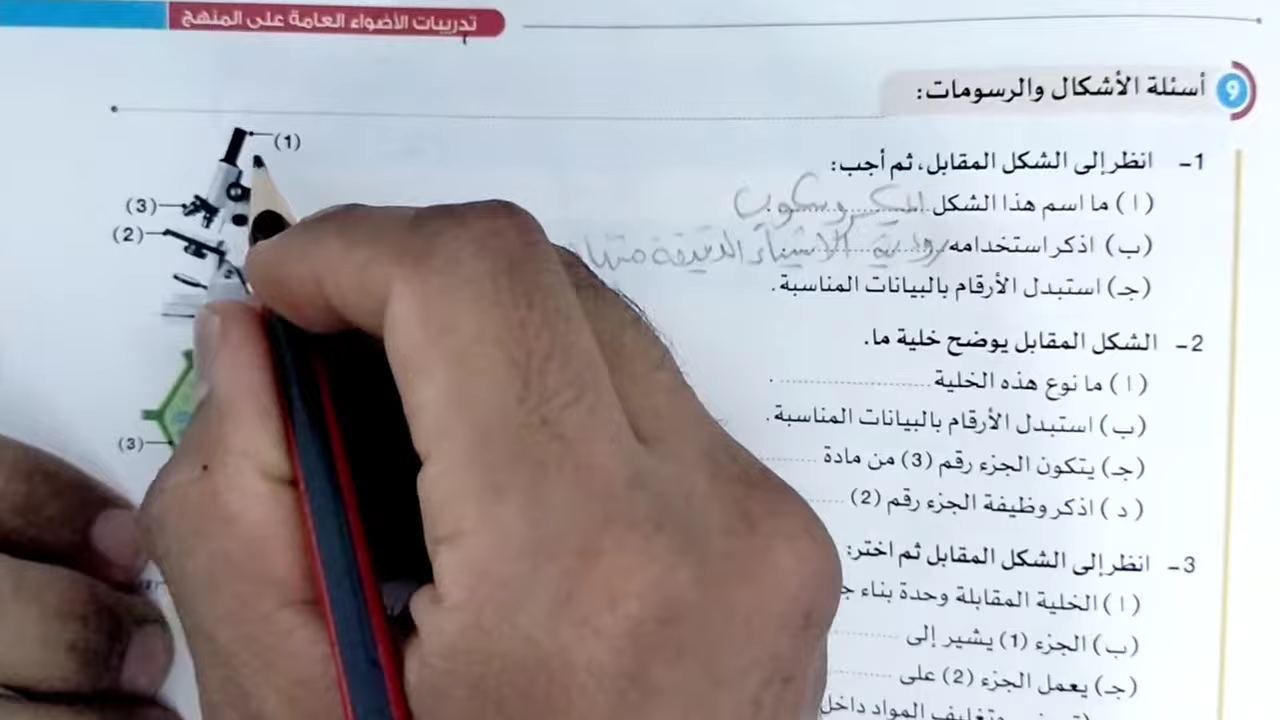 تدريبات الأضواء العامة على المنهج
٩ أسئلة الأشكال والرسومات:
1- انظر إلى الشكل المقابل، ثم أجب:
(أ) ما اسم هذا الشكل الميكروسكوب
(ب) اذكر استخدامه رؤية الأشياء الدقيقة
(جـ) استبدل الأرقام بالبيانات المناسبة.
(1)
(3)
(2)
2- الشكل المقابل يوضح خلية ما.
(أ) ما نوع هذه الخلية .
(ب) استبدل الأرقام بالبيانات المناسبة.
(جـ) يتكون الجزء رقم (3) من مادة
(د) اذكر وظيفة الجزء رقم (2)
(3)
3- انظر إلى الشكل المقابل ثم اختر:
(أ) الخلية المقابلة وحدة بناء
(ب) الجزء (1) يشير إلى
(جـ) يعمل الجزء (2) على
وتغليف المواد داخل